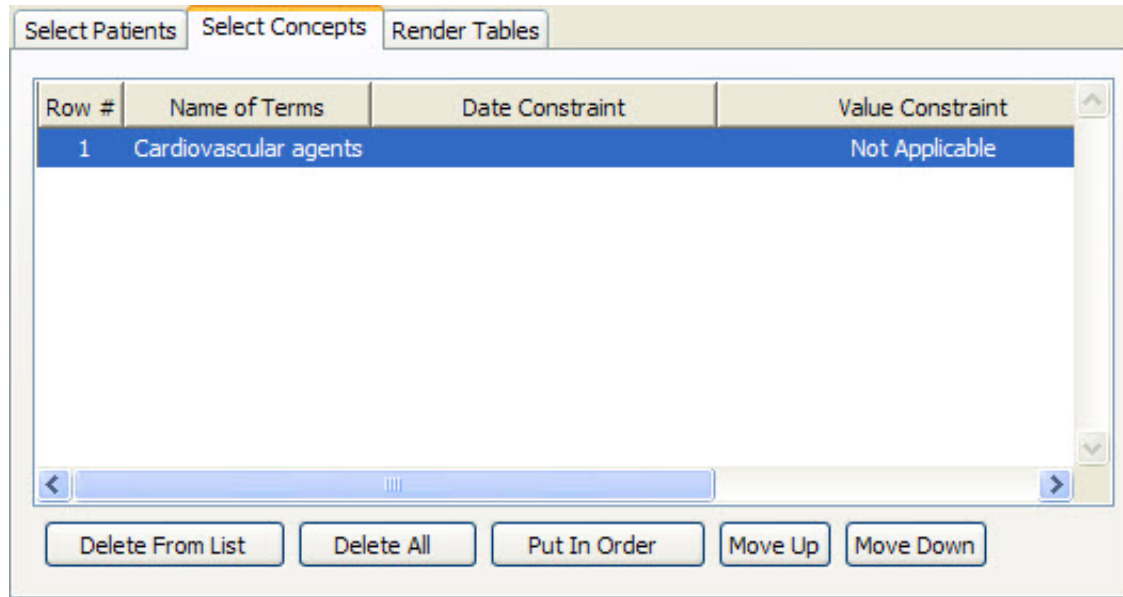 Select Patients Select Concepts Render Tables
Row # Name of Terms Date Constraint Value Constraint
1 Cardiovascular agents Not Applicable
Delete From List Delete All Put In Order Move Up Move Down